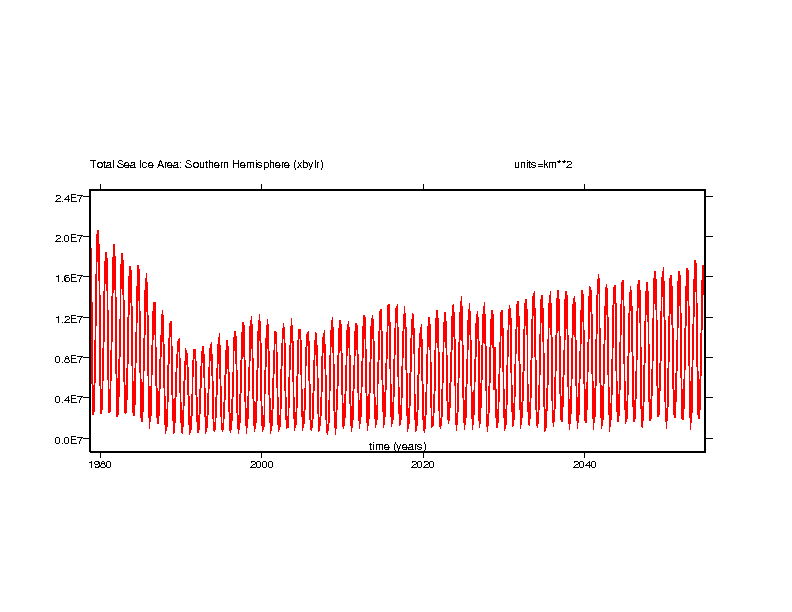 Total Sea Ice Area: Southern Hemisphere (xbylr) units=km**2
2.4E7
2.0E7
1.6E7
1.2E7
0.8E7
0.4E7
0.0E7
time (years)
1980 2000 2020 2040